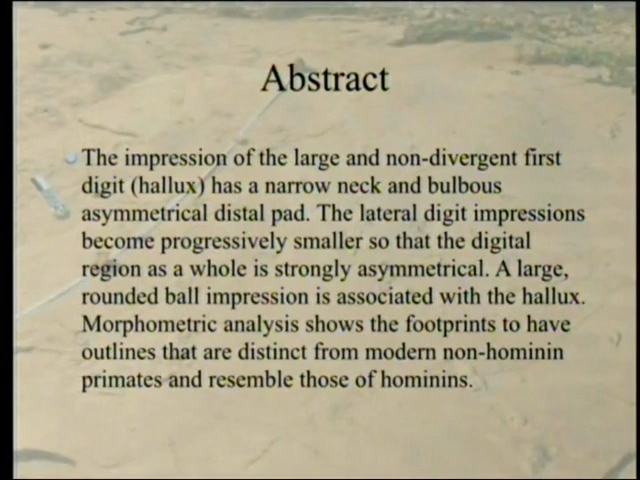 Abstract
The impression of the large and non-divergent first
digit (hallux) has a narrow neck and bulbous
asymmetrical distal pad. The lateral digit impressions
become progressively smaller so that the digital
region as a whole is strongly asymmetrical. A large,
rounded ball impression is associated with the hallux.
Morphometric analysis shows the footprints to have
outlines that are distinct from modern non-hominin
primates and resemble those of hominins.